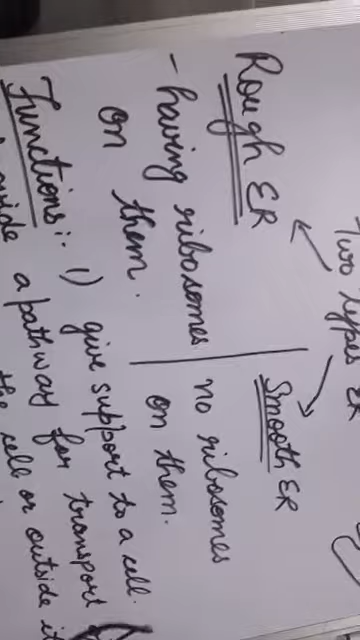 Two types ER
Rough ER
Smooth ER
- having ribosomes
on them.
no ribosomes
on them.
Functions:- 1) give support to a cell.
a pathway for transport
the cell or outside it